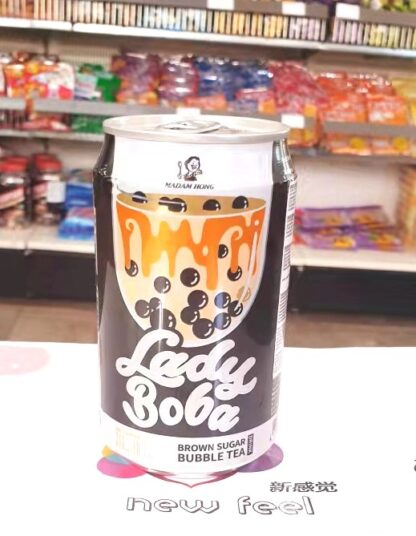 MADAM HONG
Lady
Boba
BROWN SUGAR
BUBBLE TEA
新感觉
new feel